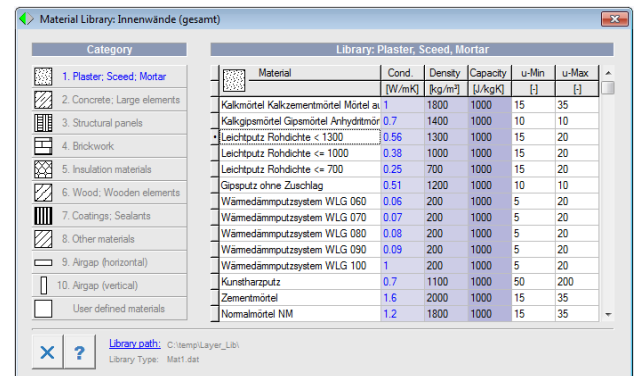 Material Library: Innenwände (gesamt)
Category
1. Plaster; Sceed; Mortar
2. Concrete; Large elements
3. Structural panels
4. Brickwork
5. Insulation materials
6. Wood; Wooden elements
7. Coatings; Sealants
8. Other materials
9. Airgap (horizontal)
10. Airgap (vertical)
User defined materials
Library: Plaster, Sceed, Mortar
Material Cond. Density Capacity u-Min u-Max
[W/mK] [kg/m³] [J/kgK] [-] [-]
Kalkmörtel Kalkzementmörtel Mörtel au 1 1800 1000 15 35
Kalkgipsmörtel Gipsmörtel Anhydritmör 0.7 1400 1000 10 10
Leichtputz Rohdichte < 1300 0.56 1300 1000 15 20
Leichtputz Rohdichte <= 1000 0.38 1000 1000 15 20
Leichtputz Rohdichte <= 700 0.25 700 1000 15 20
Gipsputz ohne Zuschlag 0.51 1200 1000 10 10
Wärmedämmputzsystem WLG 060 0.06 200 1000 5 20
Wärmedämmputzsystem WLG 070 0.07 200 1000 5 20
Wärmedämmputzsystem WLG 080 0.08 200 1000 5 20
Wärmedämmputzsystem WLG 090 0.09 200 1000 5 20
Wärmedämmputzsystem WLG 100 1 200 1000 5 20
Kunstharzputz 0.7 1100 1000 50 200
Zementmörtel 1.6 2000 1000 15 35
Normalmörtel NM 1.2 1800 1000 15 35
Library path: C:\temp\Layer_Lib\
Library Type: Mat1.dat